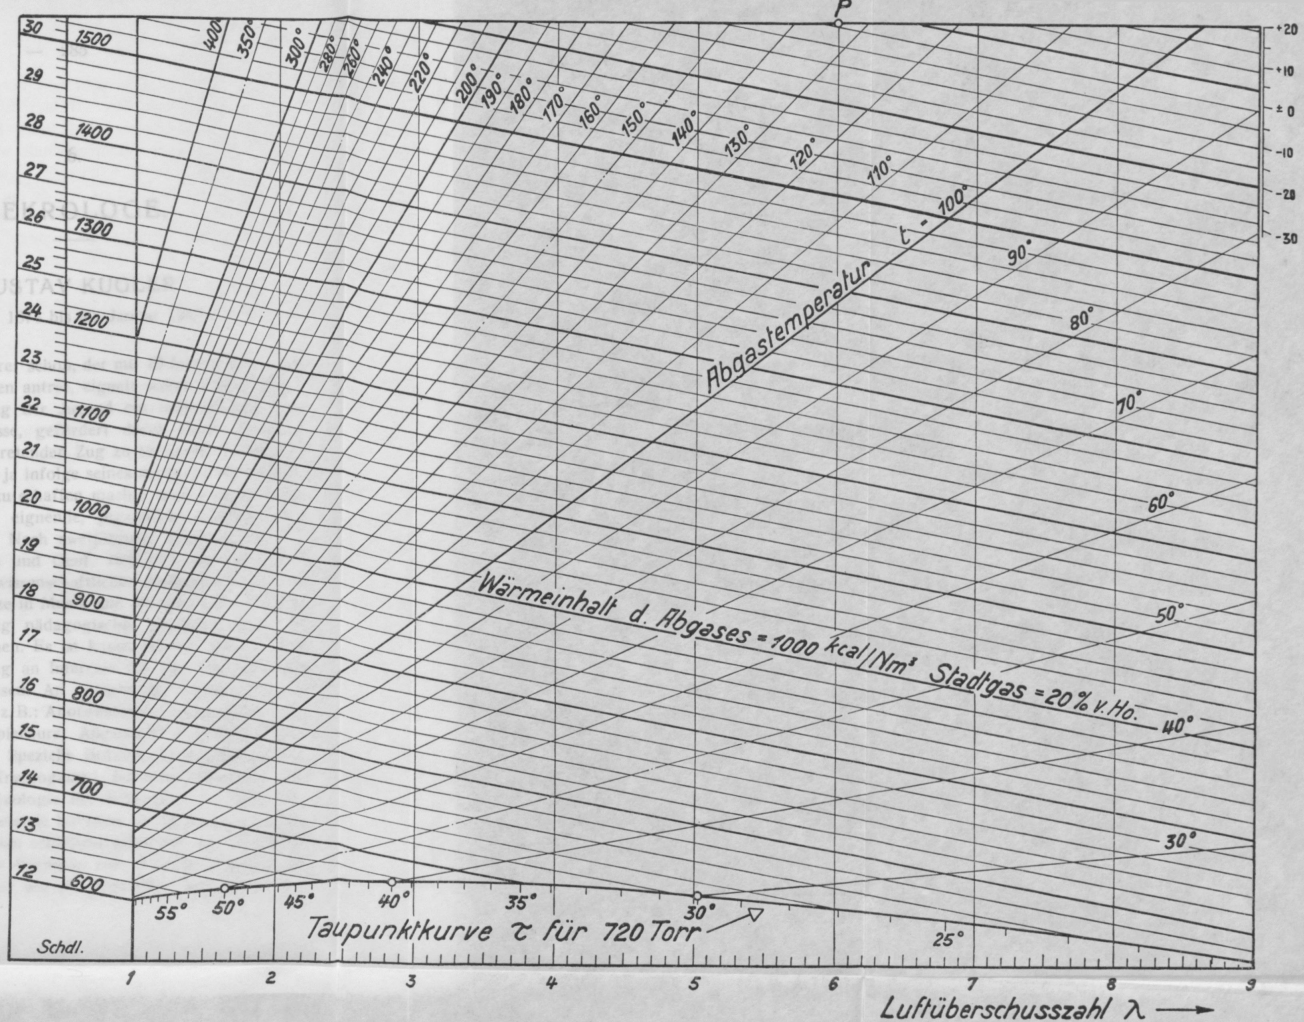 P
30 1500 400° 350° 300° 280° 260° 240° 220° 200° 190° 180° 170° 160° 150° 140° 130° 120° 110° +20
29 +10
28 1400 ± 0
27 -10
26 1300 -20
25 -30
24 1200
23
22 1100
21
20 1000
19
18 900
17
16 800
15
14 700
13
12 600
t - 100°
Abgastemperatur
90°
80°
70°
60°
50°
40°
30°
Wärmeinhalt d. Abgases = 1000 kcal/Nm³ Stadtgas = 20% v. Ho.
55° 50° 45° 40° 35° 30° 25°
Taupunktkurve τ für 720 Torr
Schdl.
1 2 3 4 5 6 7 8 9
Luftüberschusszahl λ
EKROLOGE